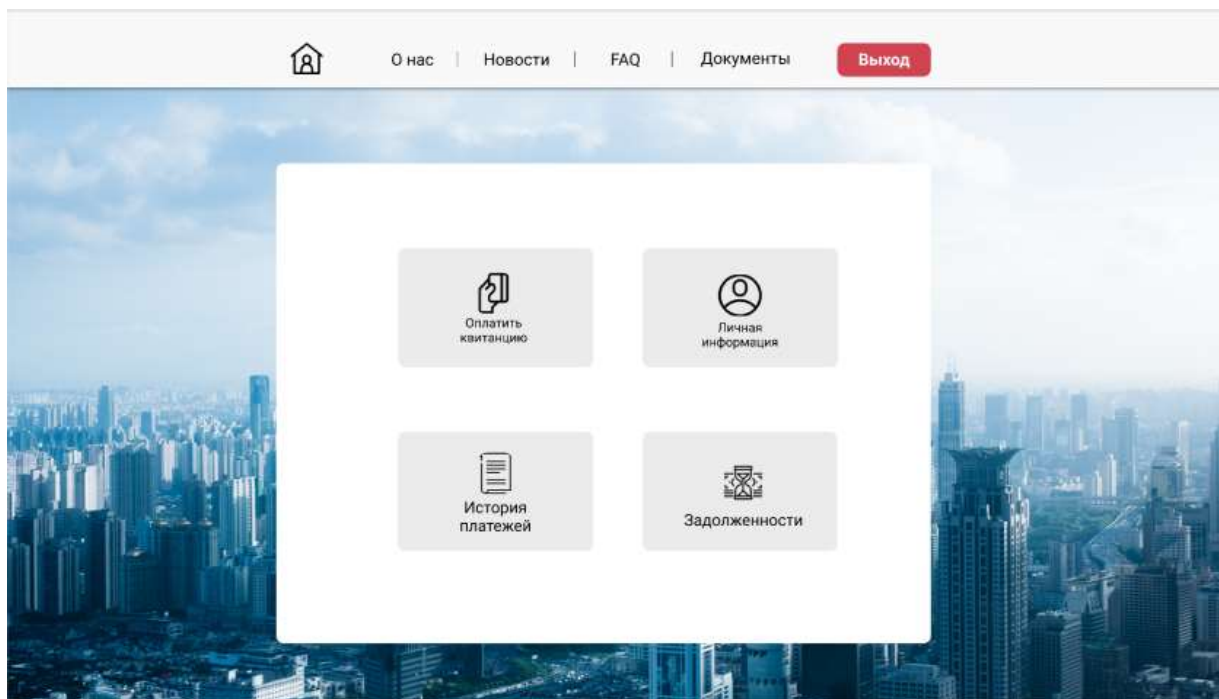 О нас | Новости | FAQ | Документы Выход
Оплатить
квитанцию
Личная
информация
История
платежей
Задолженности